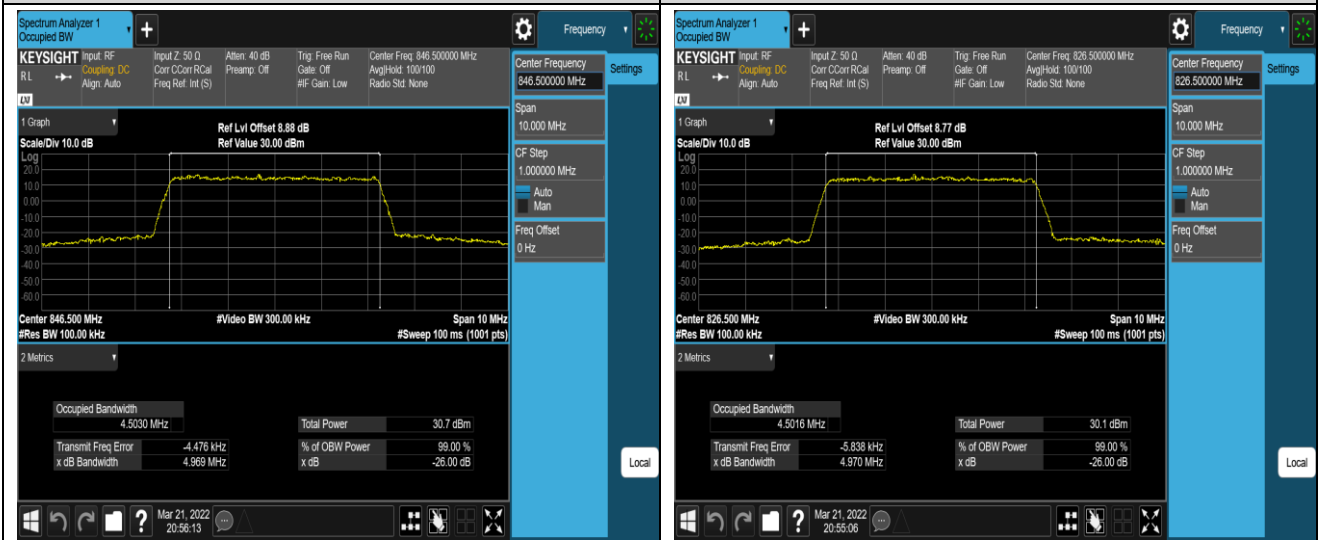 Spectrum Analyzer 1
Occupied BW
Frequency
KEYSIGHT
Input: RF
Coupling: DC
Align: Auto
Input Z: 50 Ω
Corr CCorr RCal
Freq Ref: Int (S)
Atten: 40 dB
Preamp: Off
Trig: Free Run
Gate: Off
#IF Gain: Low
Center Freq: 846.500000 MHz
Avg|Hold: 100/100
Radio Std: None
RL
LXI
Center Frequency
846.500000 MHz
Settings
Span
10.000 MHz
CF Step
1.000000 MHz
Auto
Man
Freq Offset
0 Hz
Local
1 Graph
Ref Lvl Offset 8.88 dB
Scale/Div 10.0 dB
Ref Value 30.00 dBm
Log
20.0
10.0
0.00
-10.0
-20.0
-30.0
-40.0
-50.0
-60.0
Center 846.500 MHz
#Video BW 300.00 kHz
Span 10 MHz
#Res BW 100.00 kHz
#Sweep 100 ms (1001 pts)
2 Metrics
Occupied Bandwidth
4.5030 MHz
Total Power 30.7 dBm
Transmit Freq Error -4.476 kHz
% of OBW Power 99.00 %
x dB Bandwidth 4.969 MHz
x dB -26.00 dB
?
Mar 21, 2022
20:56:13
Spectrum Analyzer 1
Occupied BW
Frequency
KEYSIGHT
Input: RF
Coupling: DC
Align: Auto
Input Z: 50 Ω
Corr CCorr RCal
Freq Ref: Int (S)
Atten: 40 dB
Preamp: Off
Trig: Free Run
Gate: Off
#IF Gain: Low
Center Freq: 826.500000 MHz
Avg|Hold: 100/100
Radio Std: None
RL
LXI
Center Frequency
826.500000 MHz
Settings
Span
10.000 MHz
CF Step
1.000000 MHz
Auto
Man
Freq Offset
0 Hz
Local
1 Graph
Ref Lvl Offset 8.77 dB
Scale/Div 10.0 dB
Ref Value 30.00 dBm
Log
20.0
10.0
0.00
-10.0
-20.0
-30.0
-40.0
-50.0
-60.0
Center 826.500 MHz
#Video BW 300.00 kHz
Span 10 MHz
#Res BW 100.00 kHz
#Sweep 100 ms (1001 pts)
2 Metrics
Occupied Bandwidth
4.5016 MHz
Total Power 30.1 dBm
Transmit Freq Error -5.838 kHz
% of OBW Power 99.00 %
x dB Bandwidth 4.970 MHz
x dB -26.00 dB
?
Mar 21, 2022
20:55:06